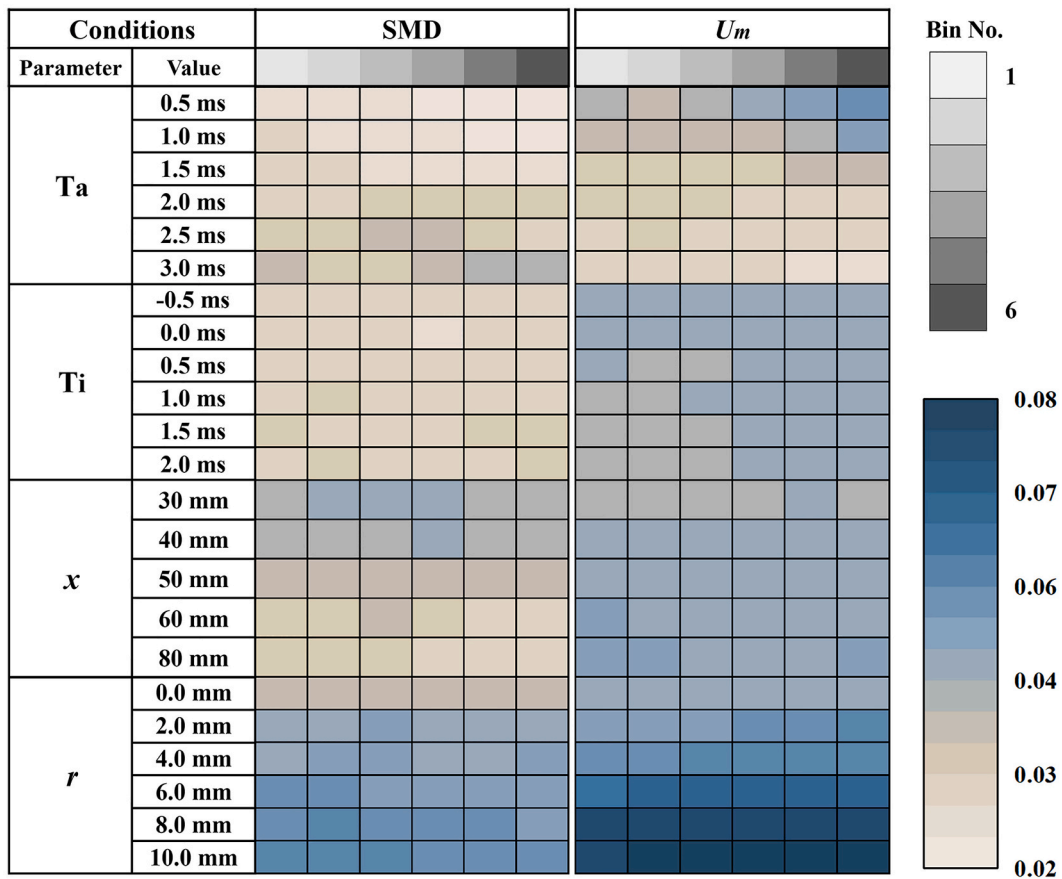 Conditions SMD Um Bin No.
Parameter Value 1
Ta 0.5 ms
1.0 ms
1.5 ms
2.0 ms
2.5 ms
3.0 ms
6
Ti -0.5 ms
0.0 ms
0.5 ms
1.0 ms
1.5 ms
2.0 ms
x 30 mm
40 mm
50 mm
60 mm
80 mm
r 0.0 mm
2.0 mm
4.0 mm
6.0 mm
8.0 mm
10.0 mm
0.08
0.07
0.06
0.04
0.03
0.02